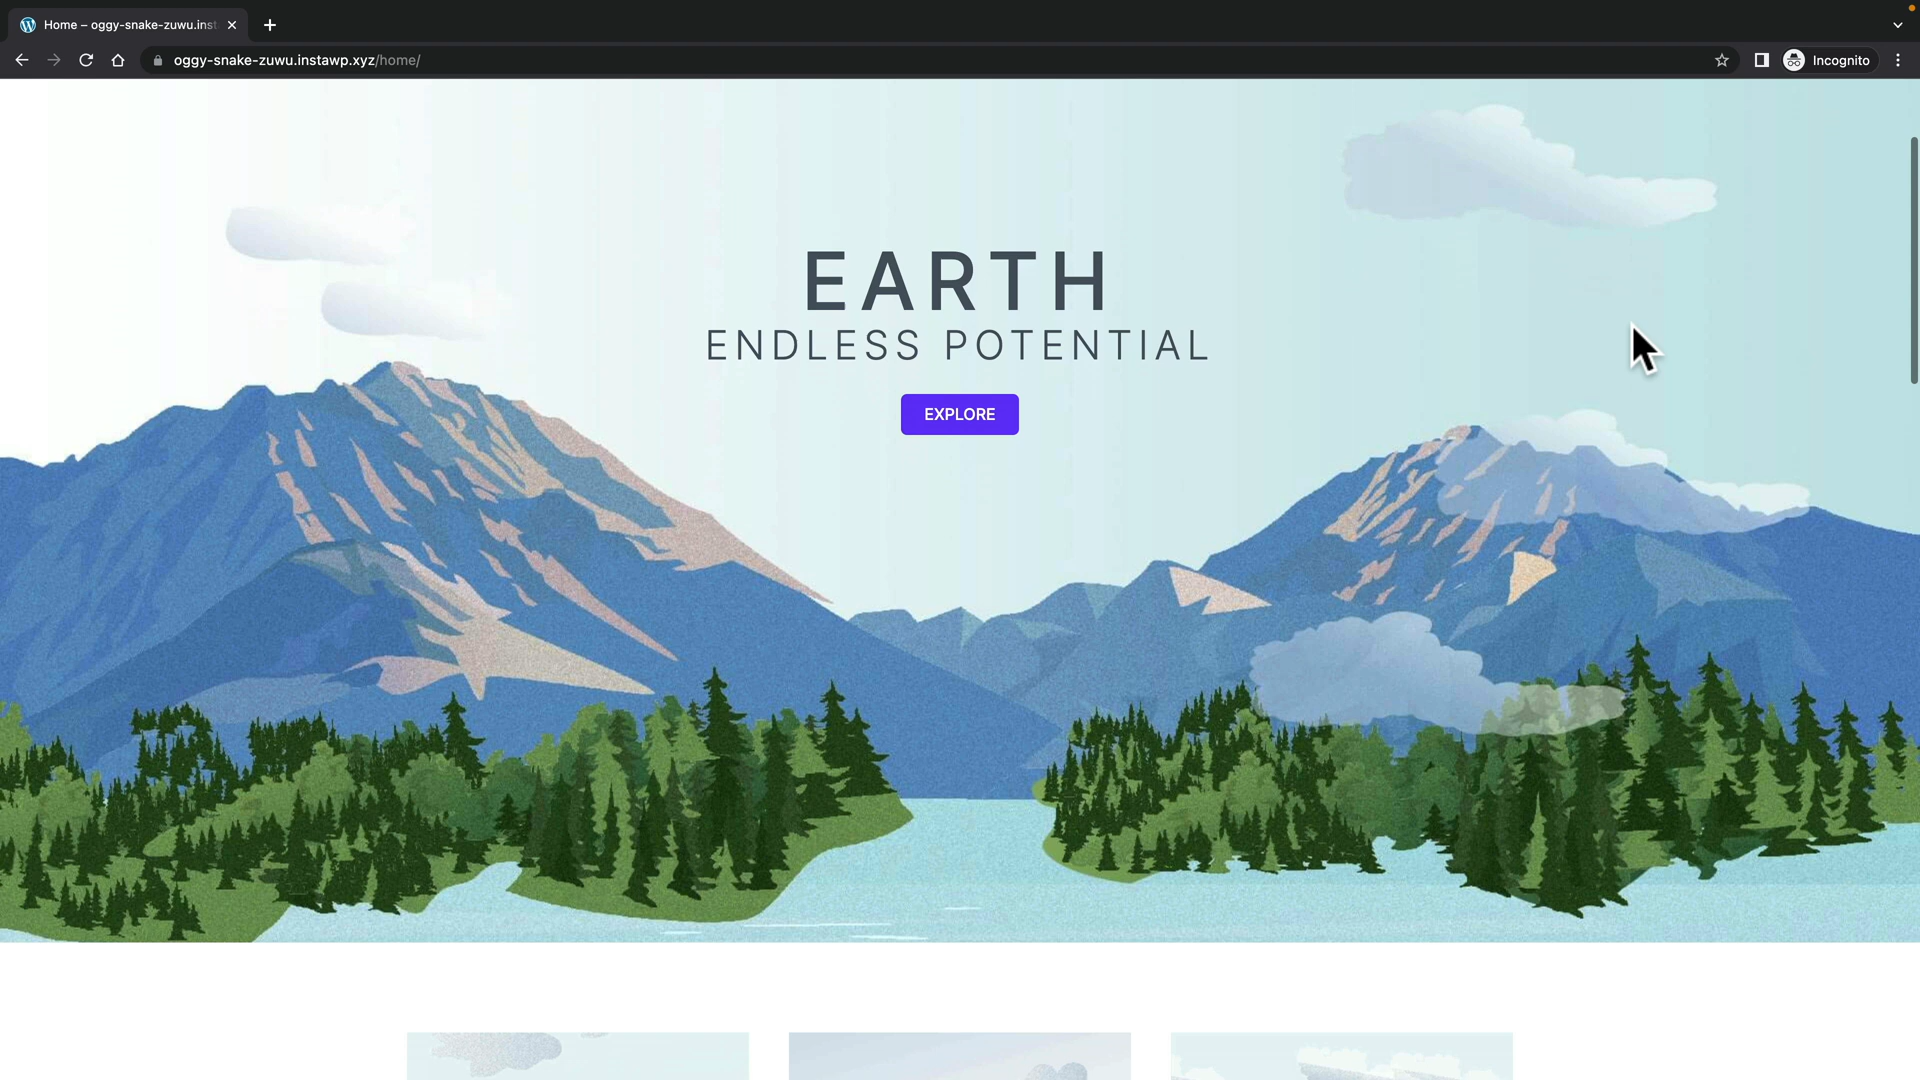 Home – oggy-snake-zuwu.inst
oggy-snake-zuwu.instawp.xyz/home/
Incognito
EARTH
ENDLESS POTENTIAL
EXPLORE